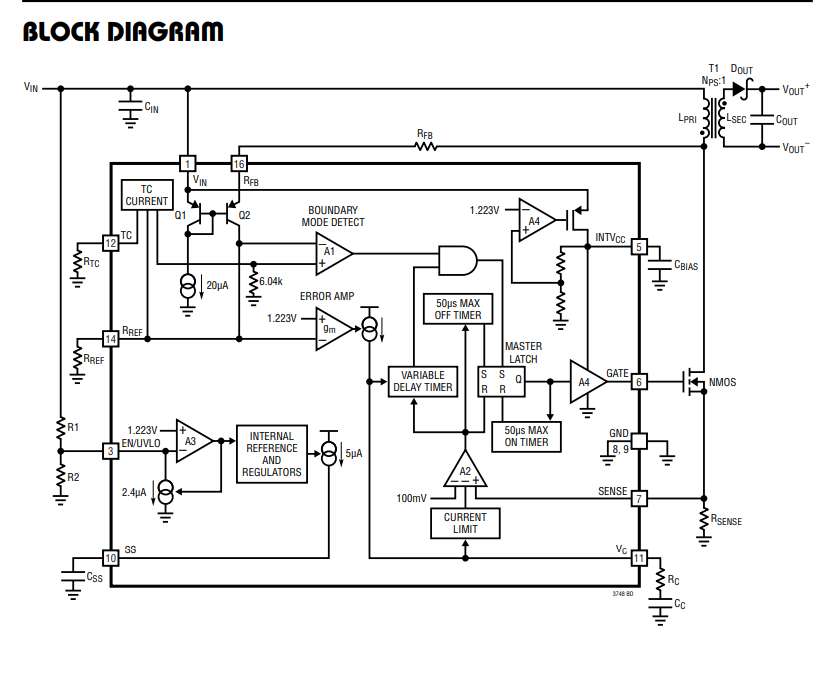 BLOCK DIAGRAM
T1
DOUT
NPS:1
VIN
VOUT+
CIN
LPRI
LSEC
COUT
RFB
VOUT–
1
16
VIN
RFB
TC
CURRENT
Q1
Q2
BOUNDARY
MODE DETECT
1.223V
–
+
A4
TC
12
INTVCC
5
–
+
A1
RTC
CBIAS
20µA
6.04k
50µs MAX
OFF TIMER
ERROR AMP
1.223V
+
–
gm
RREF
14
MASTER
LATCH
RREF
VARIABLE
DELAY TIMER
S
S
R
R
Q
A4
GATE
6
NMOS
R1
1.223V
EN/UVLO
3
+
–
A3
INTERNAL
REFERENCE
AND
REGULATORS
5µA
50µs MAX
ON TIMER
GND
8, 9
R2
2.4µA
A2
– – +
100mV
SENSE
7
CURRENT
LIMIT
RSENSE
SS
10
VC
11
CSS
RC
CC
3748 BD